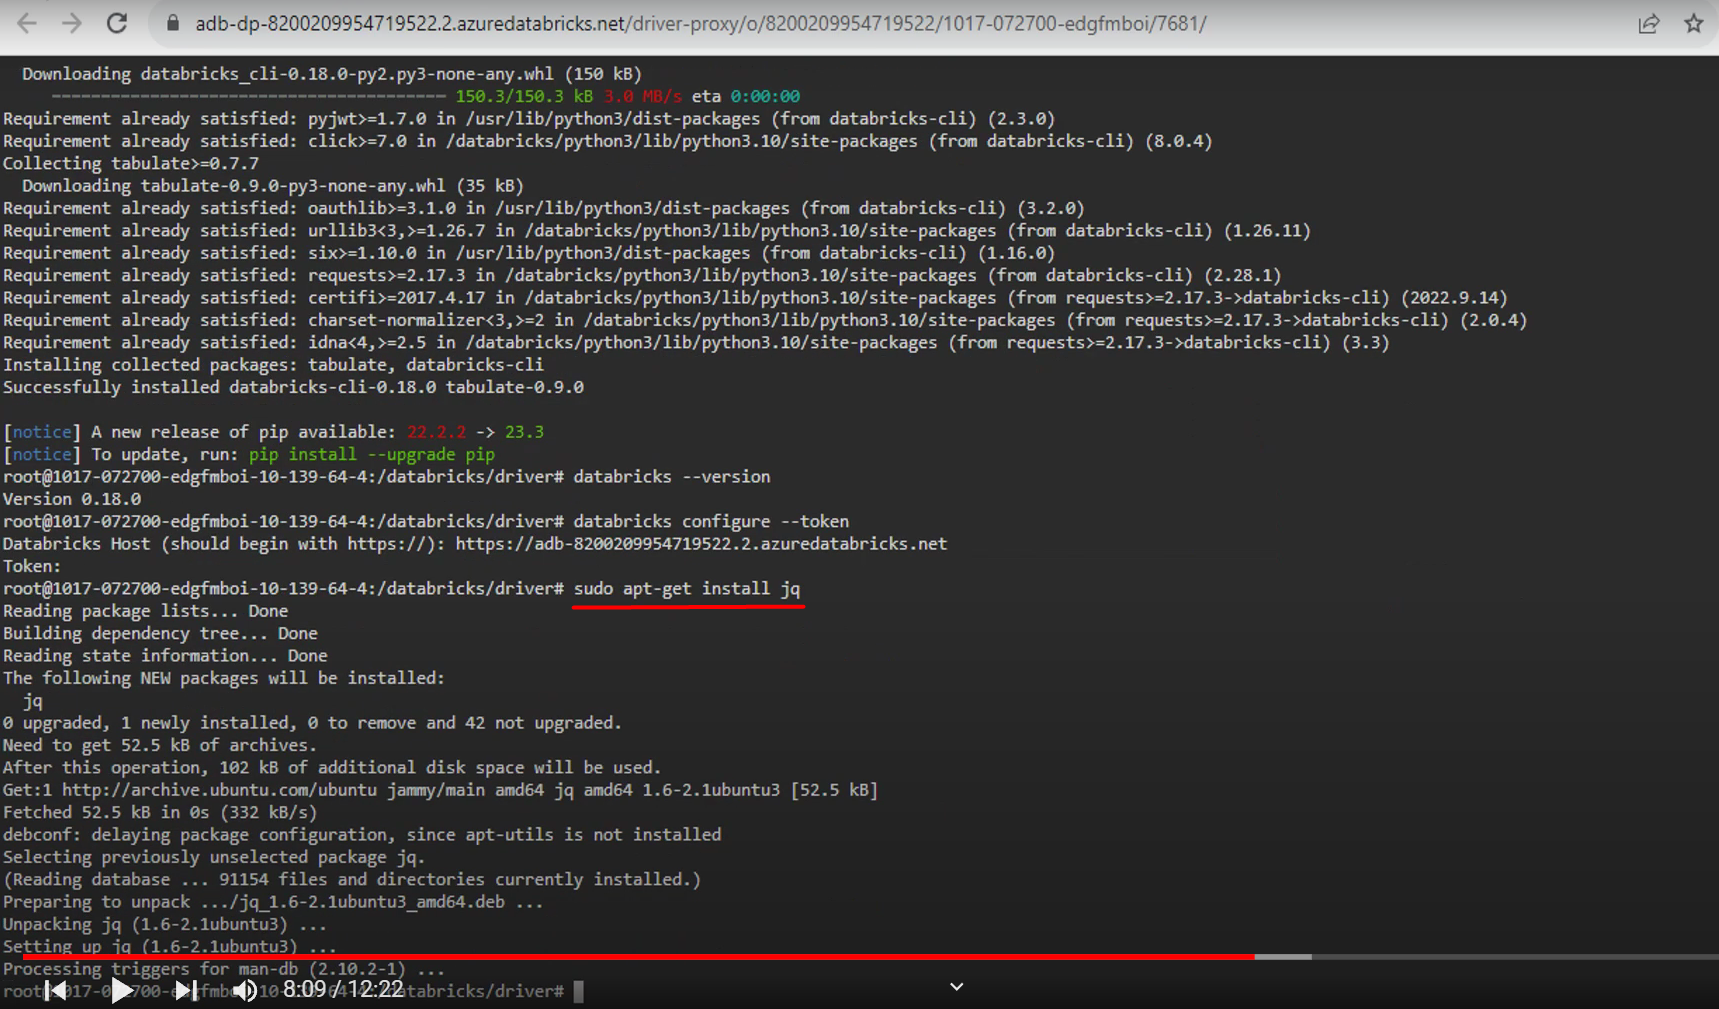 adb-dp-8200209954719522.2.azuredatabricks.net/driver-proxy/o/8200209954719522/1017-072700-edgfmboi/7681/
Downloading databricks_cli-0.18.0-py2.py3-none-any.whl (150 kB)
---------------------------------------- 150.3/150.3 kB 3.0 MB/s eta 0:00:00
Requirement already satisfied: pyjwt>=1.7.0 in /usr/lib/python3/dist-packages (from databricks-cli) (2.3.0)
Requirement already satisfied: click>=7.0 in /databricks/python3/lib/python3.10/site-packages (from databricks-cli) (8.0.4)
Collecting tabulate>=0.7.7
Downloading tabulate-0.9.0-py3-none-any.whl (35 kB)
Requirement already satisfied: oauthlib>=3.1.0 in /usr/lib/python3/dist-packages (from databricks-cli) (3.2.0)
Requirement already satisfied: urllib3<3,>=1.26.7 in /databricks/python3/lib/python3.10/site-packages (from databricks-cli) (1.26.11)
Requirement already satisfied: six>=1.10.0 in /usr/lib/python3/dist-packages (from databricks-cli) (1.16.0)
Requirement already satisfied: requests>=2.17.3 in /databricks/python3/lib/python3.10/site-packages (from databricks-cli) (2.28.1)
Requirement already satisfied: certifi>=2017.4.17 in /databricks/python3/lib/python3.10/site-packages (from requests>=2.17.3->databricks-cli) (2022.9.14)
Requirement already satisfied: charset-normalizer<3,>=2 in /databricks/python3/lib/python3.10/site-packages (from requests>=2.17.3->databricks-cli) (2.0.4)
Requirement already satisfied: idna<4,>=2.5 in /databricks/python3/lib/python3.10/site-packages (from requests>=2.17.3->databricks-cli) (3.3)
Installing collected packages: tabulate, databricks-cli
Successfully installed databricks-cli-0.18.0 tabulate-0.9.0
[notice] A new release of pip available: 22.2.2 -> 23.3
[notice] To update, run: pip install --upgrade pip
root@1017-072700-edgfmboi-10-139-64-4:/databricks/driver# databricks --version
Version 0.18.0
root@1017-072700-edgfmboi-10-139-64-4:/databricks/driver# databricks configure --token
Databricks Host (should begin with https://): https://adb-8200209954719522.2.azuredatabricks.net
Token:
root@1017-072700-edgfmboi-10-139-64-4:/databricks/driver# sudo apt-get install jq
Reading package lists... Done
Building dependency tree... Done
Reading state information... Done
The following NEW packages will be installed:
jq
0 upgraded, 1 newly installed, 0 to remove and 42 not upgraded.
Need to get 52.5 kB of archives.
After this operation, 102 kB of additional disk space will be used.
Get:1 http://archive.ubuntu.com/ubuntu jammy/main amd64 jq amd64 1.6-2.1ubuntu3 [52.5 kB]
Fetched 52.5 kB in 0s (332 kB/s)
debconf: delaying package configuration, since apt-utils is not installed
Selecting previously unselected package jq.
(Reading database ... 91154 files and directories currently installed.)
Preparing to unpack .../jq_1.6-2.1ubuntu3_amd64.deb ...
Unpacking jq (1.6-2.1ubuntu3) ...
Setting up jq (1.6-2.1ubuntu3) ...
Processing triggers for man-db (2.10.2-1) ...
8:09 / 12:22 /databricks/driver#